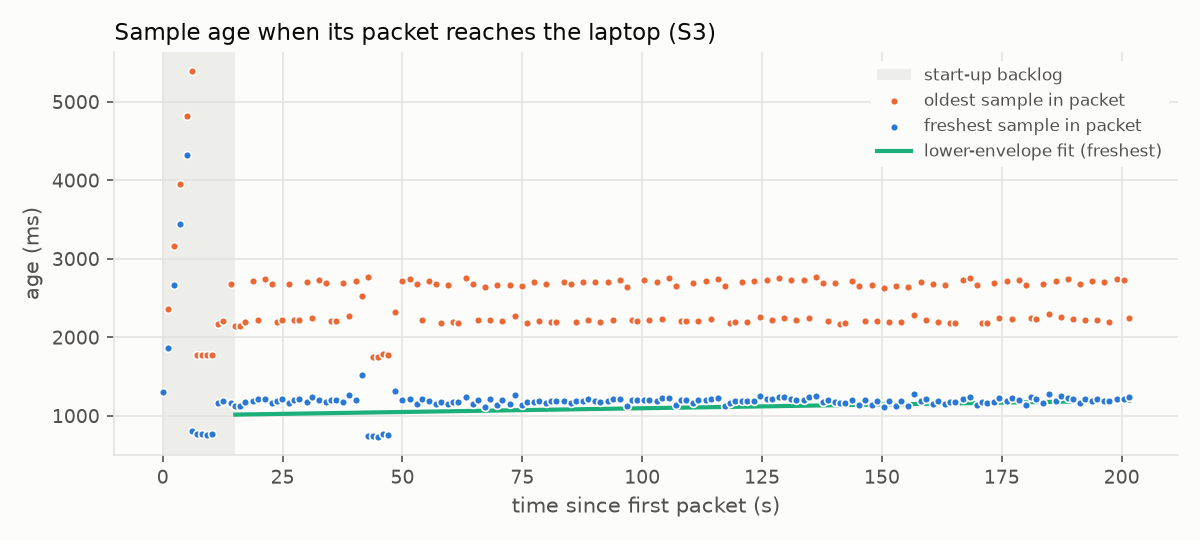 Sample age when its packet reaches the laptop (S3)
start-up backlog
oldest sample in packet
freshest sample in packet
lower-envelope fit (freshest)
age (ms)
5000
4000
3000
2000
1000
0 25 50 75 100 125 150 175 200
time since first packet (s)